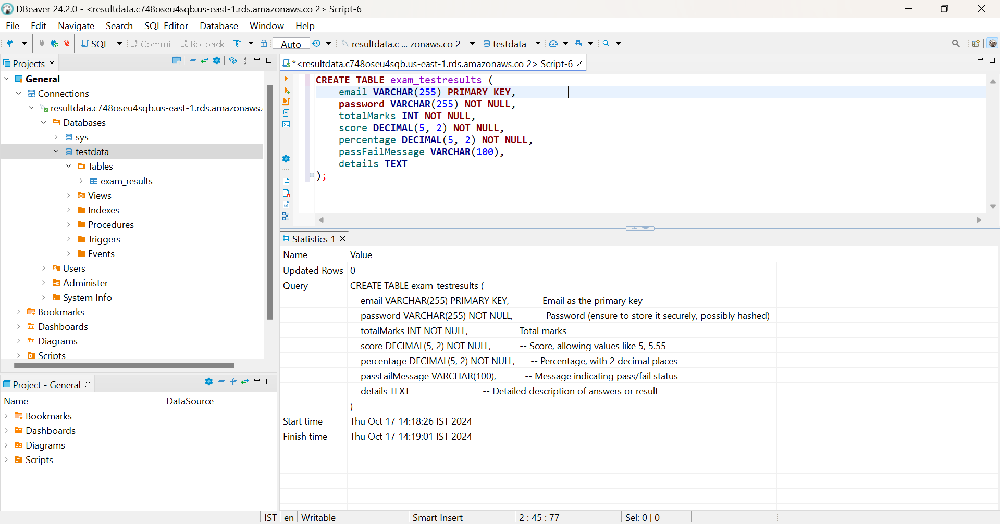 DBeaver 24.2.0 - <resultdata.c748oseu4sqb.us-east-1.rds.amazonaws.co 2> Script-6
File Edit Navigate Search SQL Editor Database Window Help
SQL Commit Rollback Auto resultdata.c ... zonaws.co 2 testdata
Projects
General
Connections
resultdata.c748oseu4sqb.us-east-1.rds.amazonaws.
Databases
sys
testdata
Tables
exam_results
Views
Indexes
Procedures
Triggers
Events
Users
Administer
System Info
Bookmarks
Dashboards
Diagrams
Scripts
Project - General
Name DataSource
Bookmarks
Dashboards
Diagrams
Scripts
*<resultdata.c748oseu4sqb.us-east-1.rds.amazonaws.co 2> Script-6
CREATE TABLE exam_testresults (
email VARCHAR(255) PRIMARY KEY,
password VARCHAR(255) NOT NULL,
totalMarks INT NOT NULL,
score DECIMAL(5, 2) NOT NULL,
percentage DECIMAL(5, 2) NOT NULL,
passFailMessage VARCHAR(100),
details TEXT
);
Statistics 1
Name Value
Updated Rows 0
Query CREATE TABLE exam_testresults (
email VARCHAR(255) PRIMARY KEY, -- Email as the primary key
password VARCHAR(255) NOT NULL, -- Password (ensure to store it securely, possibly hashed)
totalMarks INT NOT NULL, -- Total marks
score DECIMAL(5, 2) NOT NULL, -- Score, allowing values like 5, 5.55
percentage DECIMAL(5, 2) NOT NULL, -- Percentage, with 2 decimal places
passFailMessage VARCHAR(100), -- Message indicating pass/fail status
details TEXT -- Detailed description of answers or result
)
Start time Thu Oct 17 14:18:26 IST 2024
Finish time Thu Oct 17 14:19:01 IST 2024
IST en Writable Smart Insert 2 : 45 : 77 Sel: 0 | 0